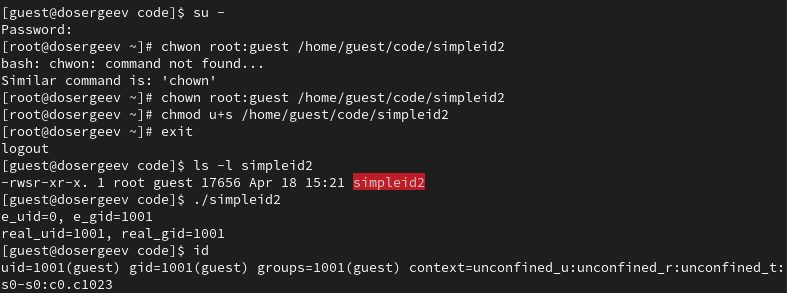 [guest@dosergeev code]$ su -
Password:
[root@dosergeev ~]# chwon root:guest /home/guest/code/simpleid2
bash: chwon: command not found...
Similar command is: 'chown'
[root@dosergeev ~]# chown root:guest /home/guest/code/simpleid2
[root@dosergeev ~]# chmod u+s /home/guest/code/simpleid2
[root@dosergeev ~]# exit
logout
[guest@dosergeev code]$ ls -l simpleid2
-rwsr-xr-x. 1 root guest 17656 Apr 18 15:21 simpleid2
[guest@dosergeev code]$ ./simpleid2
e_uid=0, e_gid=1001
real_uid=1001, real_gid=1001
[guest@dosergeev code]$ id
uid=1001(guest) gid=1001(guest) groups=1001(guest) context=unconfined_u:unconfined_r:unconfined_t:
s0-s0:c0.c1023